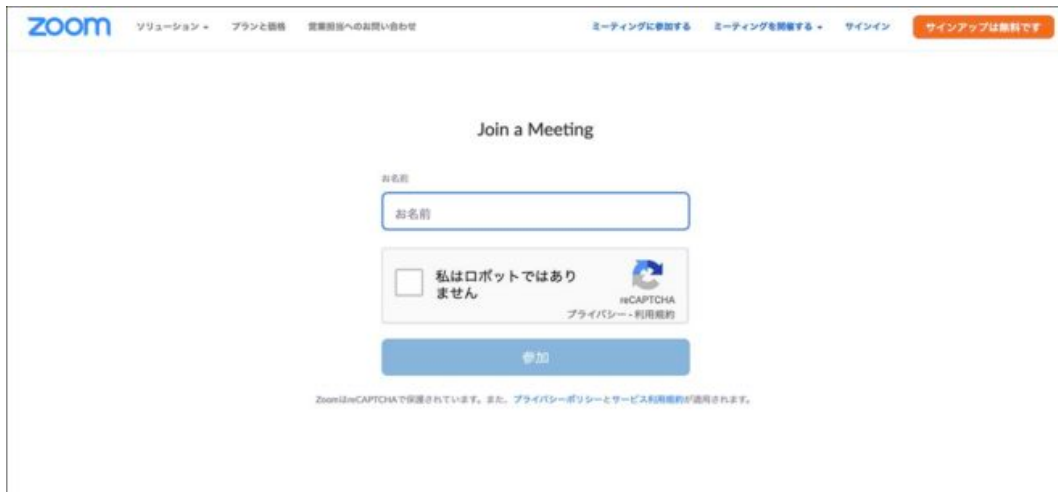 zoom ソリューション プランと価格 営業担当へのお問い合わせ ミーティングに参加する ミーティングを開催する サインイン サインアップは無料です
Join a Meeting
お名前
お名前
私はロボットではあり
ません
reCAPTCHA
プライバシー - 利用規約
参加
ZoomはreCAPTCHAで保護されています。また、プライバシーポリシーとサービス利用規約が適用されます。